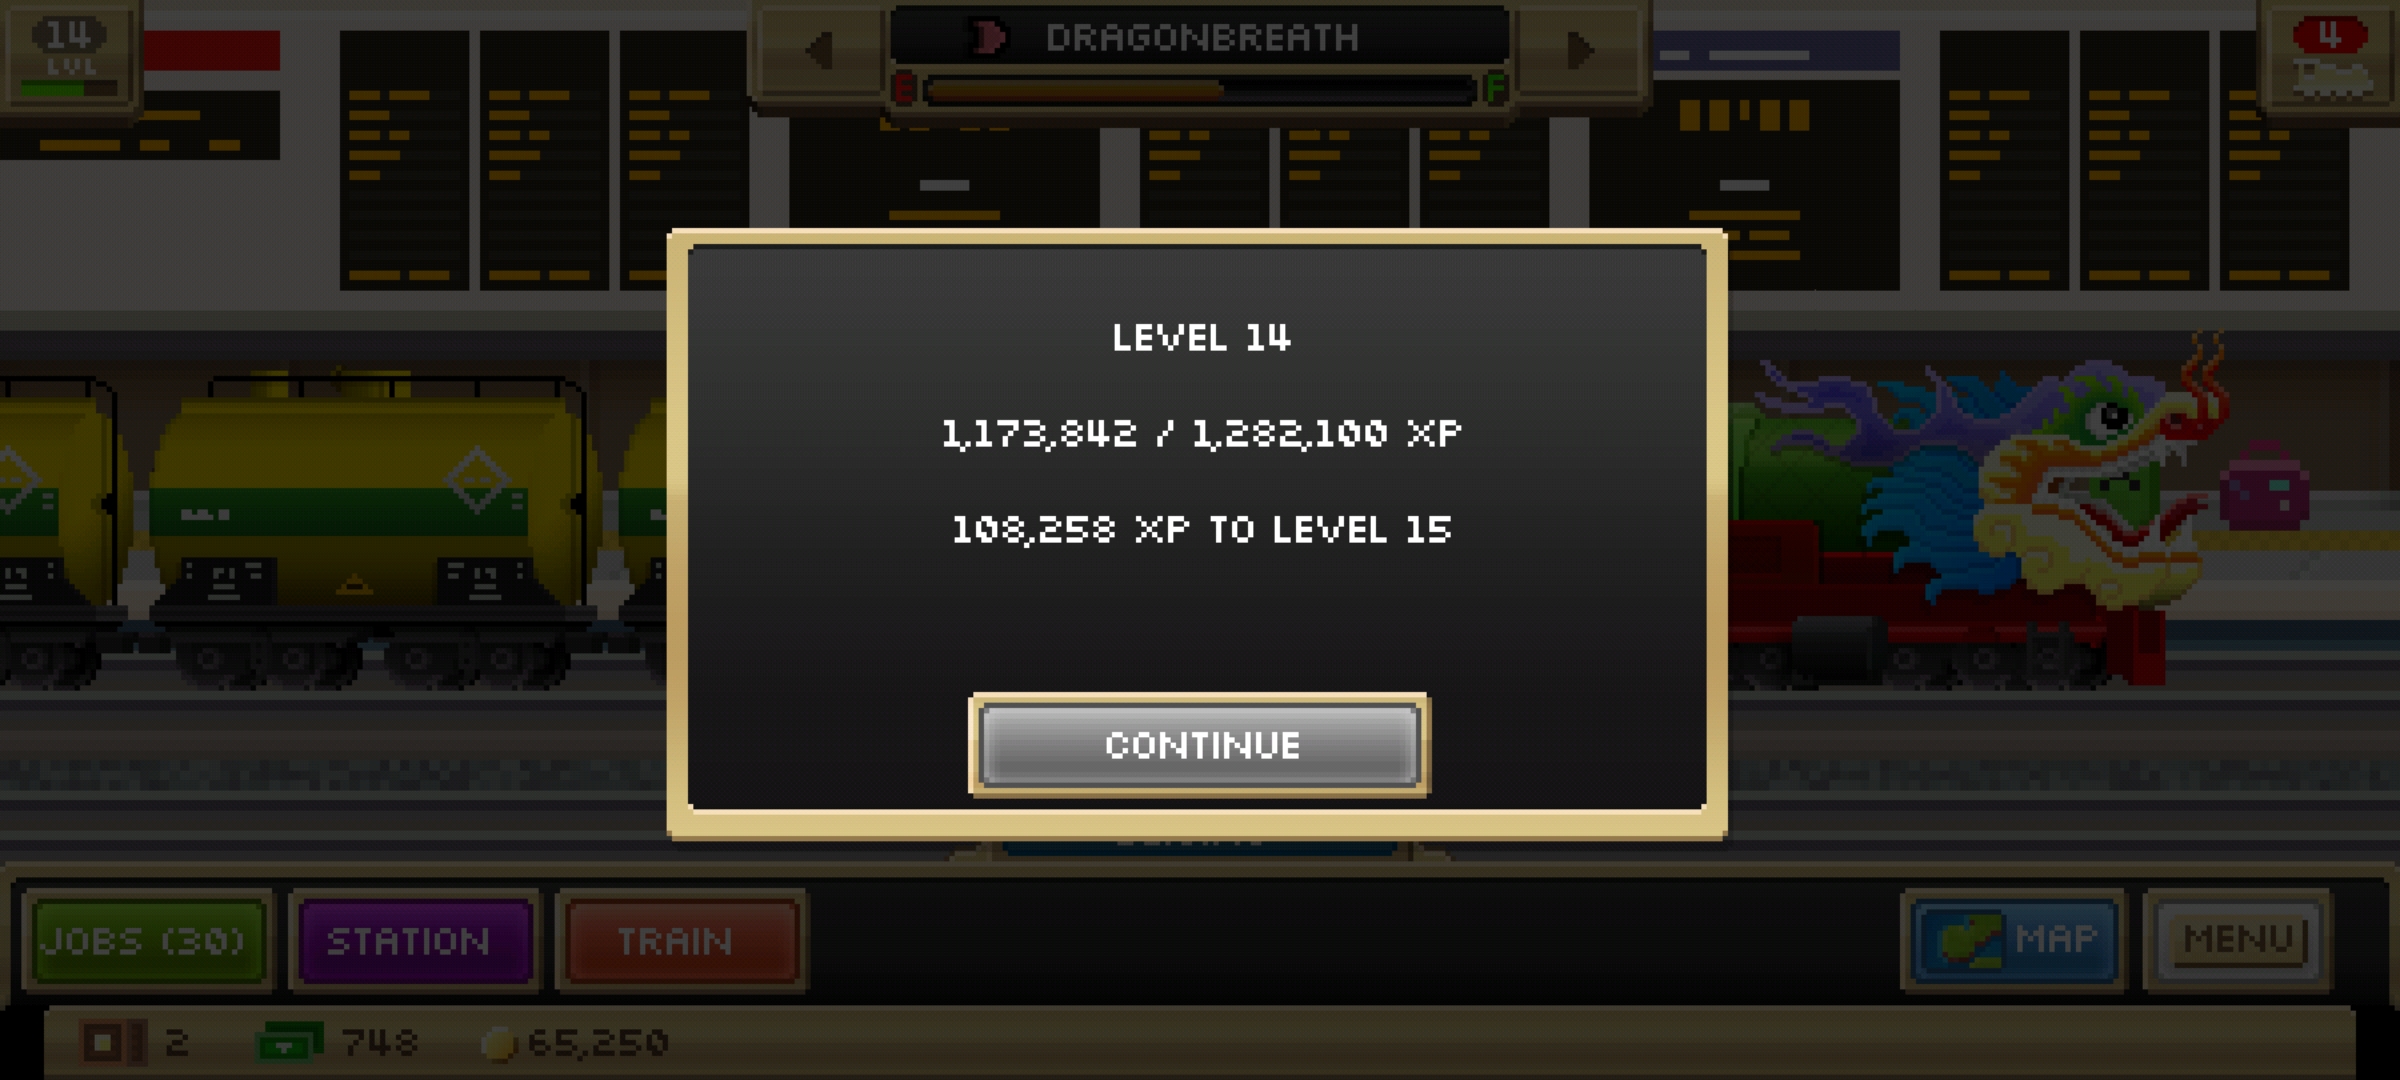 14
LVL
DRAGONBREATH
E
F
4
LEVEL 14
1,173,842 / 1,282,100 XP
108,258 XP TO LEVEL 15
CONTINUE
JOBS (30)
STATION
TRAIN
MAP
MENU
2
748
65,250